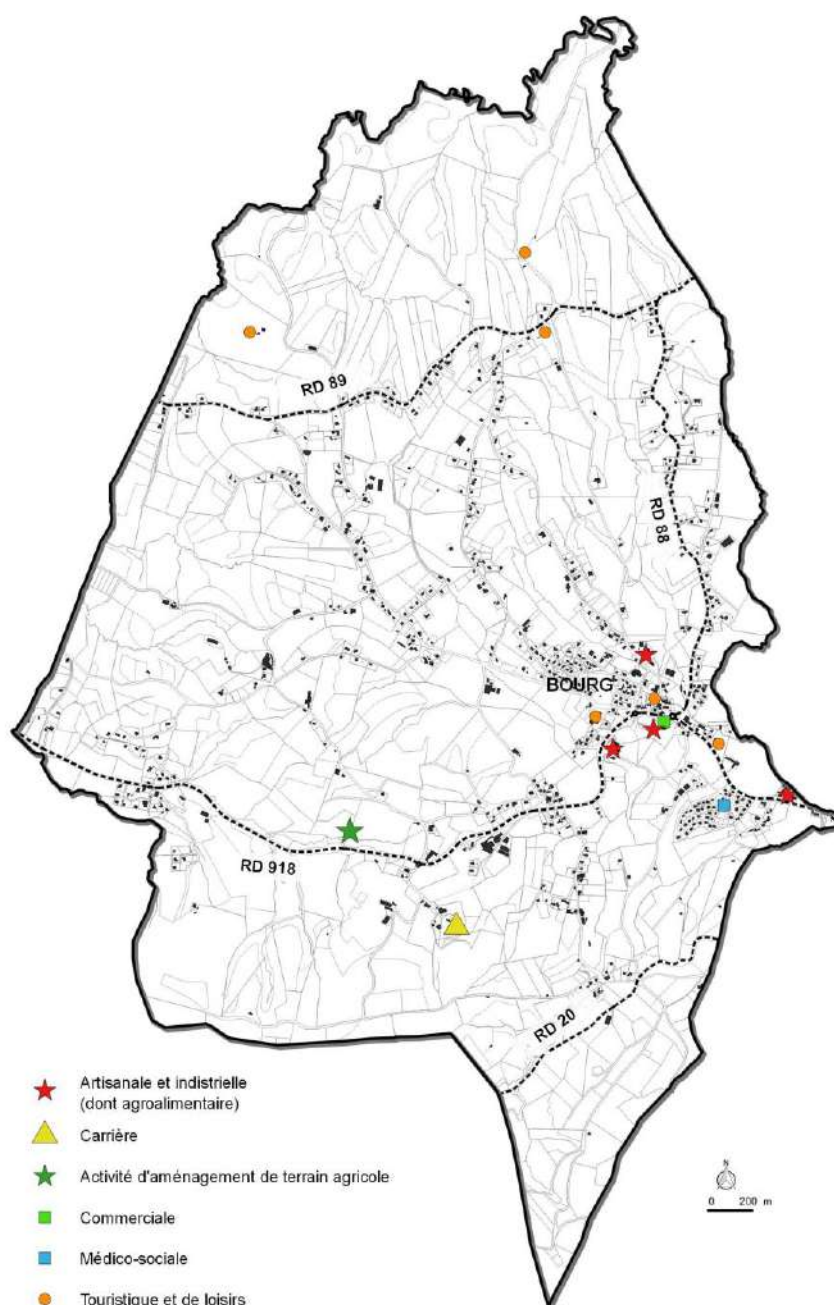 RD 89
RD 88
BOURG
RD 918
RD 20
Artisanale et indistrielle
(dont agroalimentaire)
Carrière
Activité d'aménagement de terrain agricole
Commerciale
Médico-sociale
Touristique et de loisirs
N
0 200 m